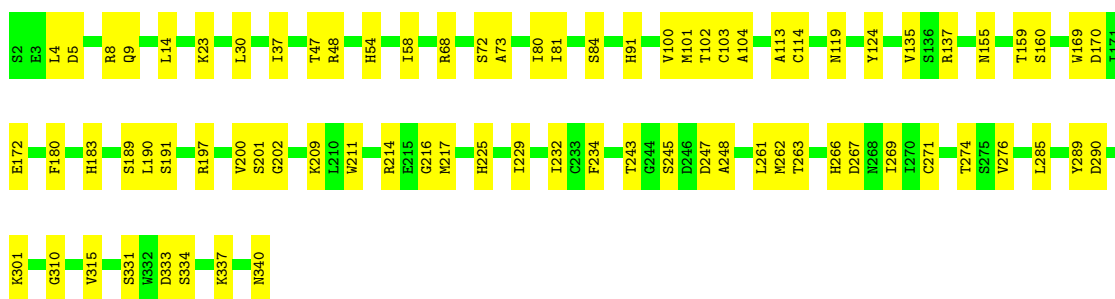 S2 E3 L4 D5 R8 Q9 L14 K23 L30 I37 T47 R48 H54 I58 R68 S72 A73 I80 I81 S84 H91 V100 M101 T102 C103 A104 A113 C114 N119 Y124 V135 S136 R137 N155 T159 S160 W169 D170 I171
E172 F180 H183 S189 L190 S191 R197 V200 S201 G202 K209 L210 W211 R214 E215 G216 M217 H225 I229 I232 C233 F234 T243 G244 S245 D246 D247 A248 L261 M262 T263 H266 D267 N268 I269 I270 C271 T274 S275 V276 L285 Y289 D290
K301 G310 V315 S331 W332 D333 S334 K337 N340